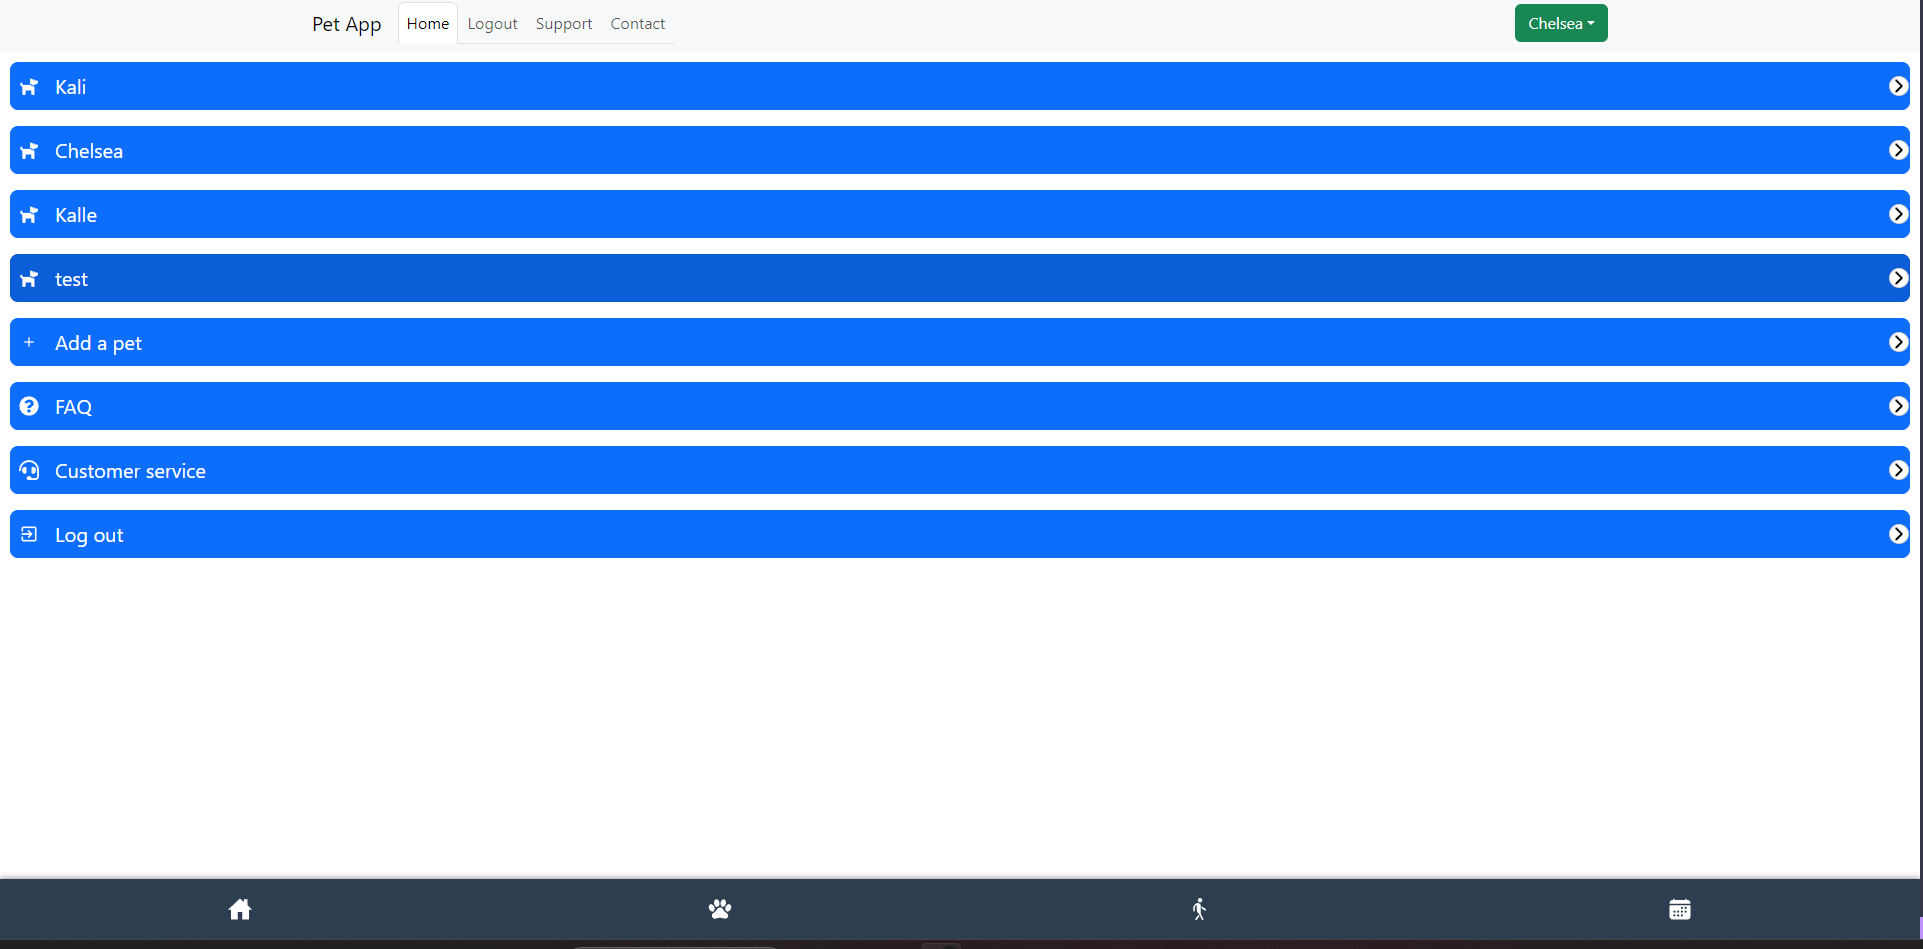 Pet App Home Logout Support Contact Chelsea
Kali
Chelsea
Kalle
test
Add a pet
FAQ
Customer service
Log out